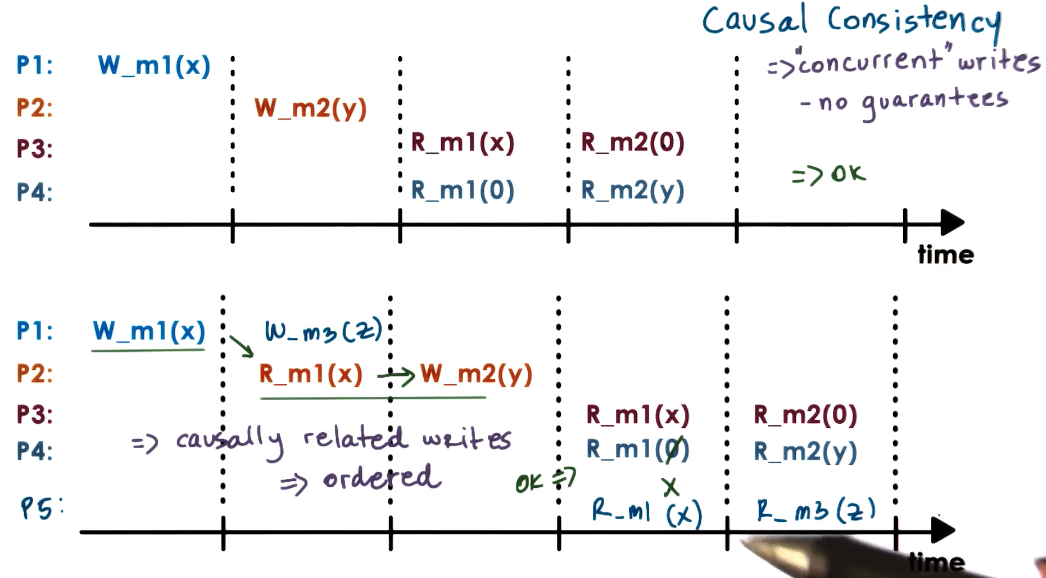 Causal Consistency
P1: W_m1(x)
=> "concurrent" writes
- no guarantees
P2: W_m2(y)
P3: R_m1(x) R_m2(0)
P4: R_m1(0) R_m2(y)
=> OK
time
P1: W_m1(x) W_m3(z)
P2: R_m1(x) → W_m2(y)
P3: R_m1(x) R_m2(0)
=> causally related writes
P4: R_m1(0) R_m2(y)
=> ordered
OK => x
P5: R_m1(x) R_m3(z)
time